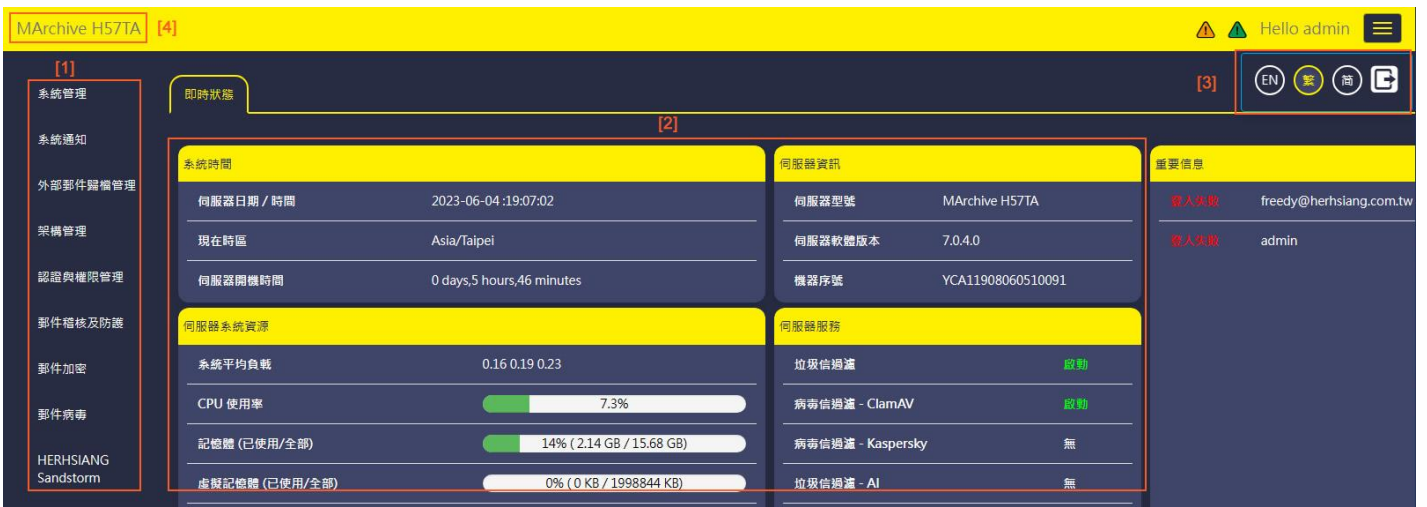 MArchive H57TA [4] Hello admin
[1]
[3] EN 繁 简
系統管理
系統通知
外部郵件歸檔管理
架構管理
認證與權限管理
郵件稽核及防護
郵件加密
郵件病毒
HERHSIANG
Sandstorm
即時狀態
[2]
系統時間
伺服器日期 / 時間 2023-06-04 :19:07:02
現在時區 Asia/Taipei
伺服器開機時間 0 days,5 hours,46 minutes
伺服器資訊
伺服器型號 MArchive H57TA
伺服器軟體版本 7.0.4.0
機器序號 YCA11908060510091
重要信息
登入失敗 freedy@herhsiang.com.tw
登入失敗 admin
伺服器系統資源
系統平均負載 0.16 0.19 0.23
CPU 使用率 7.3%
記憶體 (已使用/全部) 14% ( 2.14 GB / 15.68 GB)
虛擬記憶體 (已使用/全部) 0% ( 0 KB / 1998844 KB)
伺服器服務
垃圾信過濾 啟動
病毒信過濾 - ClamAV 啟動
病毒信過濾 - Kaspersky 無
垃圾信過濾 - AI 無